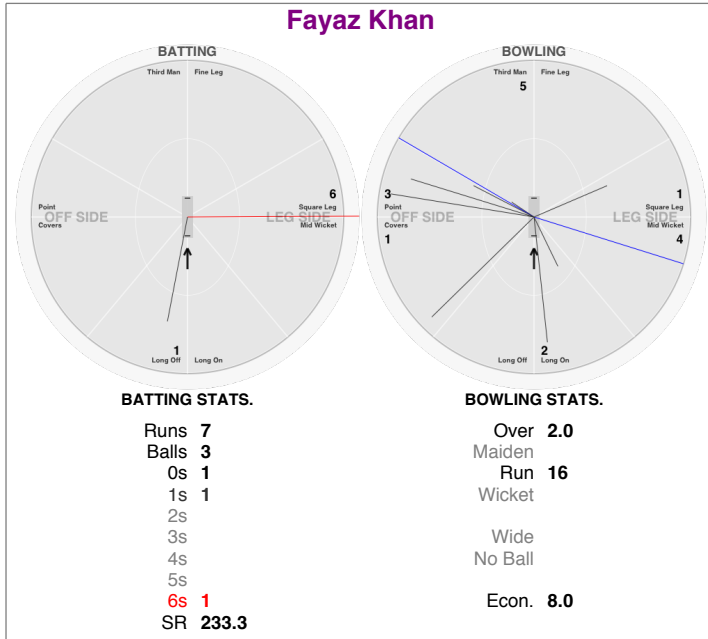 Fayaz Khan
BATTING
Third Man Fine Leg
6
Point Square Leg
OFF SIDE LEG SIDE
Covers Mid Wicket
1
Long Off Long On
BOWLING
Third Man Fine Leg
5
3 1
Point Square Leg
OFF SIDE LEG SIDE
Covers Mid Wicket
1 4
2
Long Off Long On
BATTING STATS.
Runs 7
Balls 3
0s 1
1s 1
2s
3s
4s
5s
6s 1
SR 233.3
BOWLING STATS.
Over 2.0
Maiden
Run 16
Wicket
Wide
No Ball
Econ. 8.0